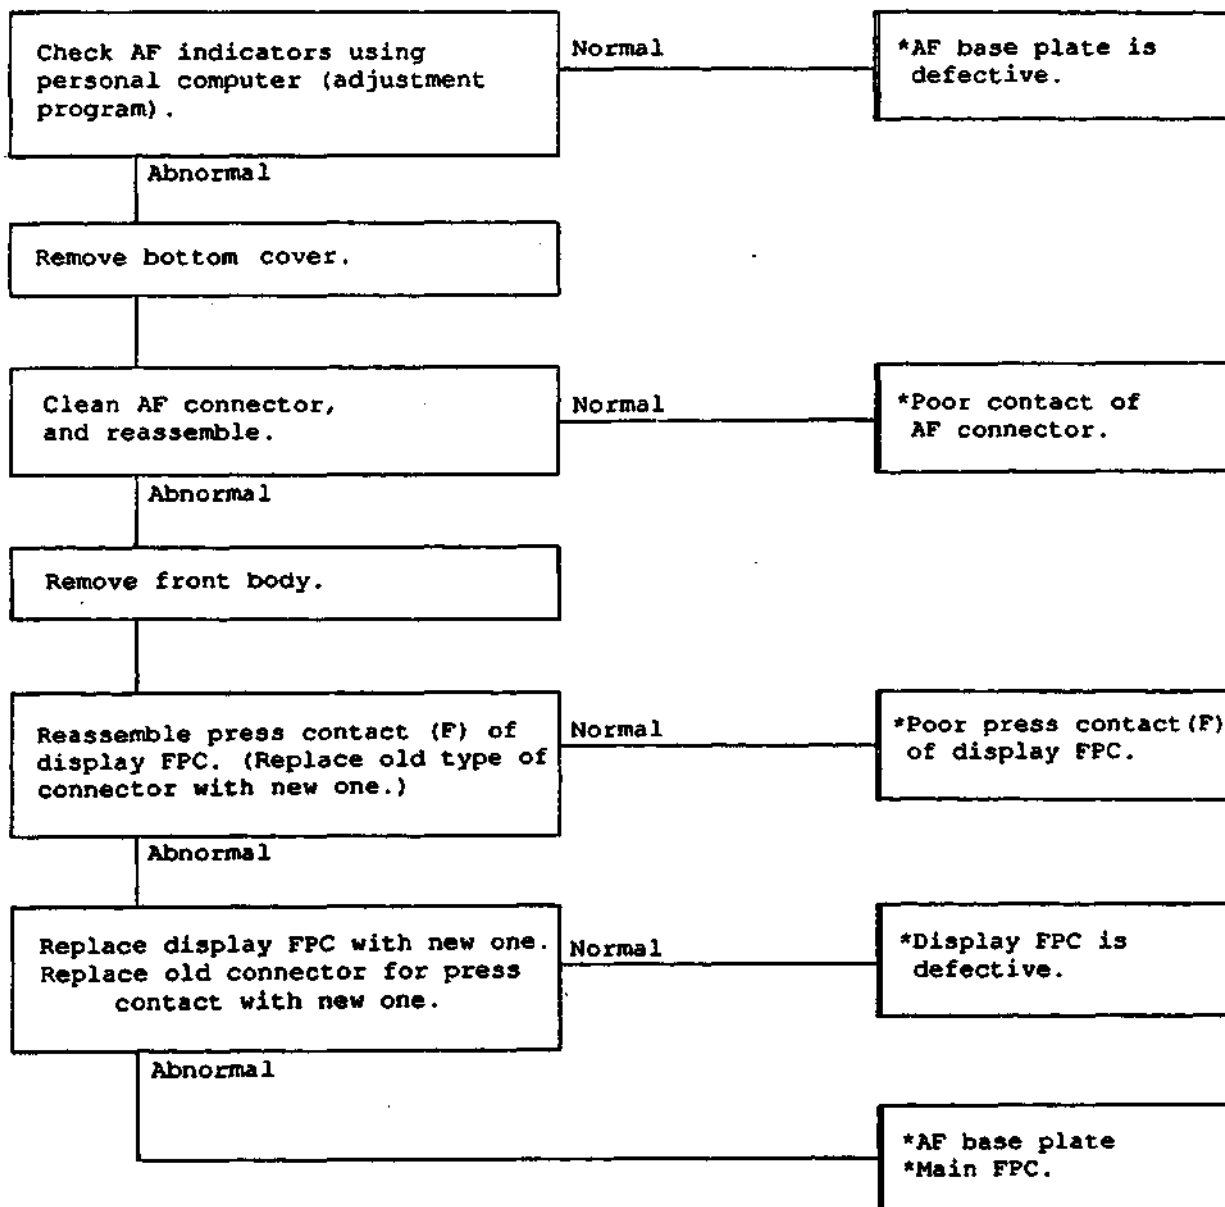 Check AF indicators using
personal computer (adjustment
program).
Normal
*AF base plate is
defective.
Abnormal
Remove bottom cover.
Clean AF connector,
and reassemble.
Normal
*Poor contact of
AF connector.
Abnormal
Remove front body.
Reassemble press contact (F) of
display FPC. (Replace old type of
connector with new one.)
Normal
*Poor press contact(F)
of display FPC.
Abnormal
Replace display FPC with new one.
Replace old connector for press
contact with new one.
Normal
*Display FPC is
defective.
Abnormal
*AF base plate
*Main FPC.